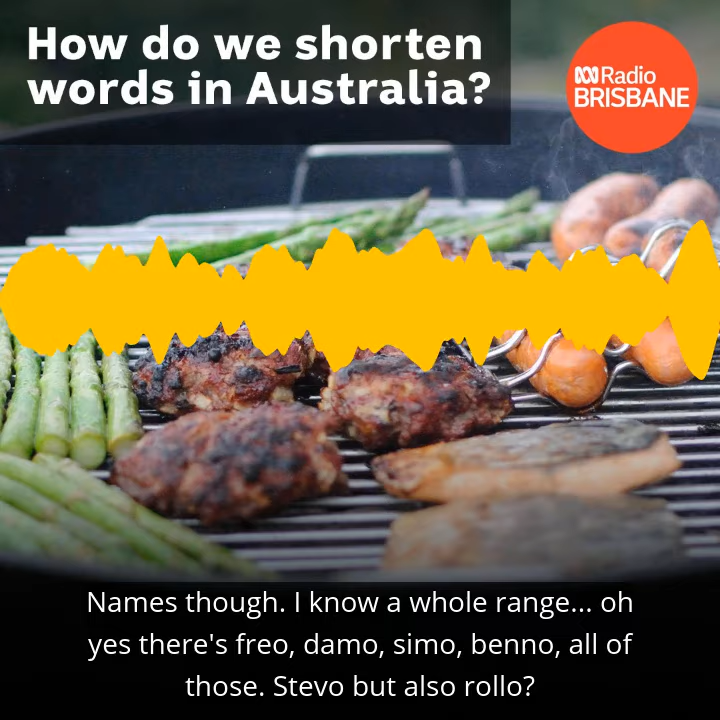 How do we shorten
words in Australia?
Radio
BRISBANE
Names though. I know a whole range... oh
yes there's freo, damo, simo, benno, all of
those. Stevo but also rollo?